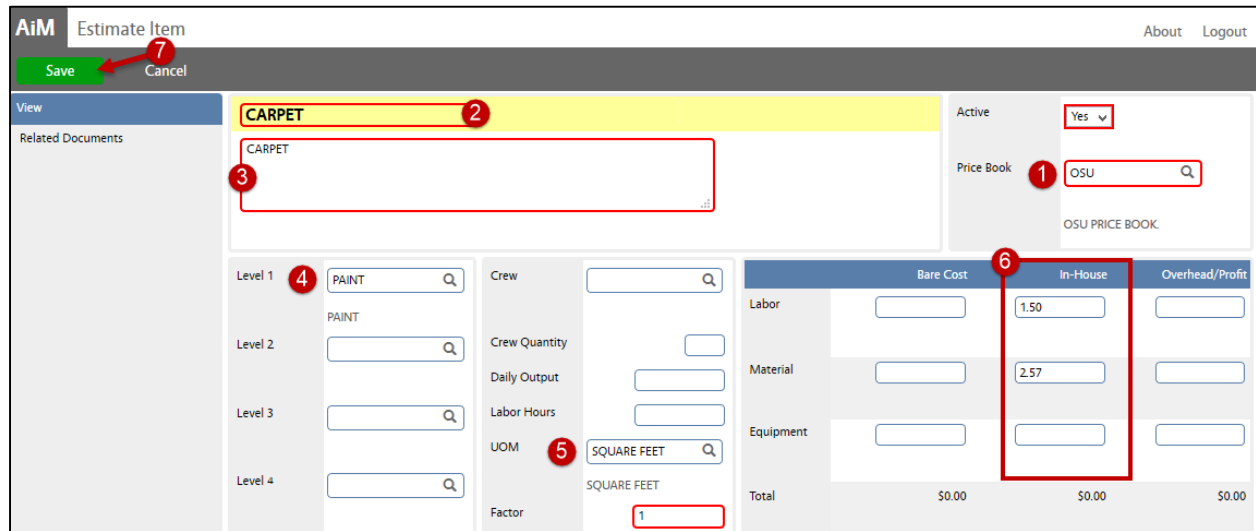 AiM Estimate Item About Logout
7
Save Cancel
View
Related Documents
CARPET 2
CARPET
3
Active Yes
Price Book 1 OSU
OSU PRICE BOOK.
Level 1 4 PAINT
PAINT
Level 2
Level 3
Level 4
Crew
Crew Quantity
Daily Output
Labor Hours
UOM 5 SQUARE FEET
SQUARE FEET
Factor 1
6
Bare Cost In-House Overhead/Profit
Labor 1.50
Material 2.57
Equipment
Total $0.00 $0.00 $0.00